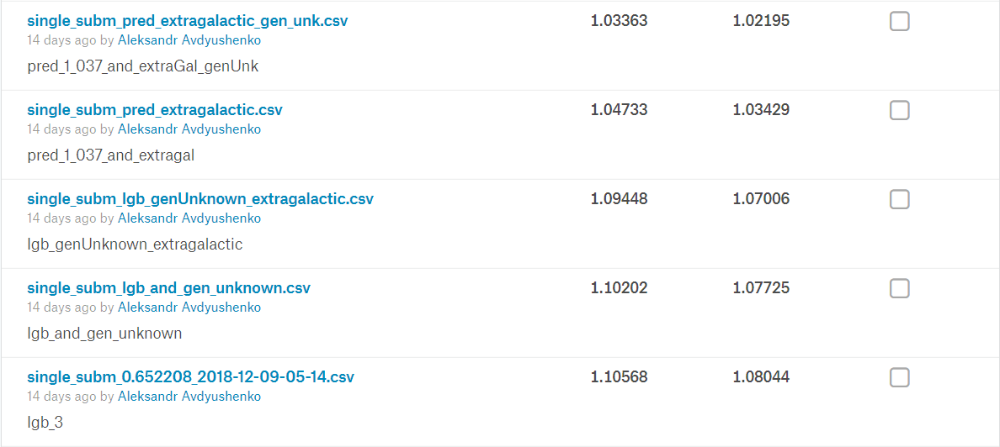 single_subm_pred_extragalactic_gen_unk.csv 1.03363 1.02195
14 days ago by Aleksandr Avdyushenko
pred_1_037_and_extraGal_genUnk
single_subm_pred_extragalactic.csv 1.04733 1.03429
14 days ago by Aleksandr Avdyushenko
pred_1_037_and_extragal
single_subm_lgb_genUnknown_extragalactic.csv 1.09448 1.07006
14 days ago by Aleksandr Avdyushenko
lgb_genUnknown_extragalactic
single_subm_lgb_and_gen_unknown.csv 1.10202 1.07725
14 days ago by Aleksandr Avdyushenko
lgb_and_gen_unknown
single_subm_0.652208_2018-12-09-05-14.csv 1.10568 1.08044
14 days ago by Aleksandr Avdyushenko
lgb_3